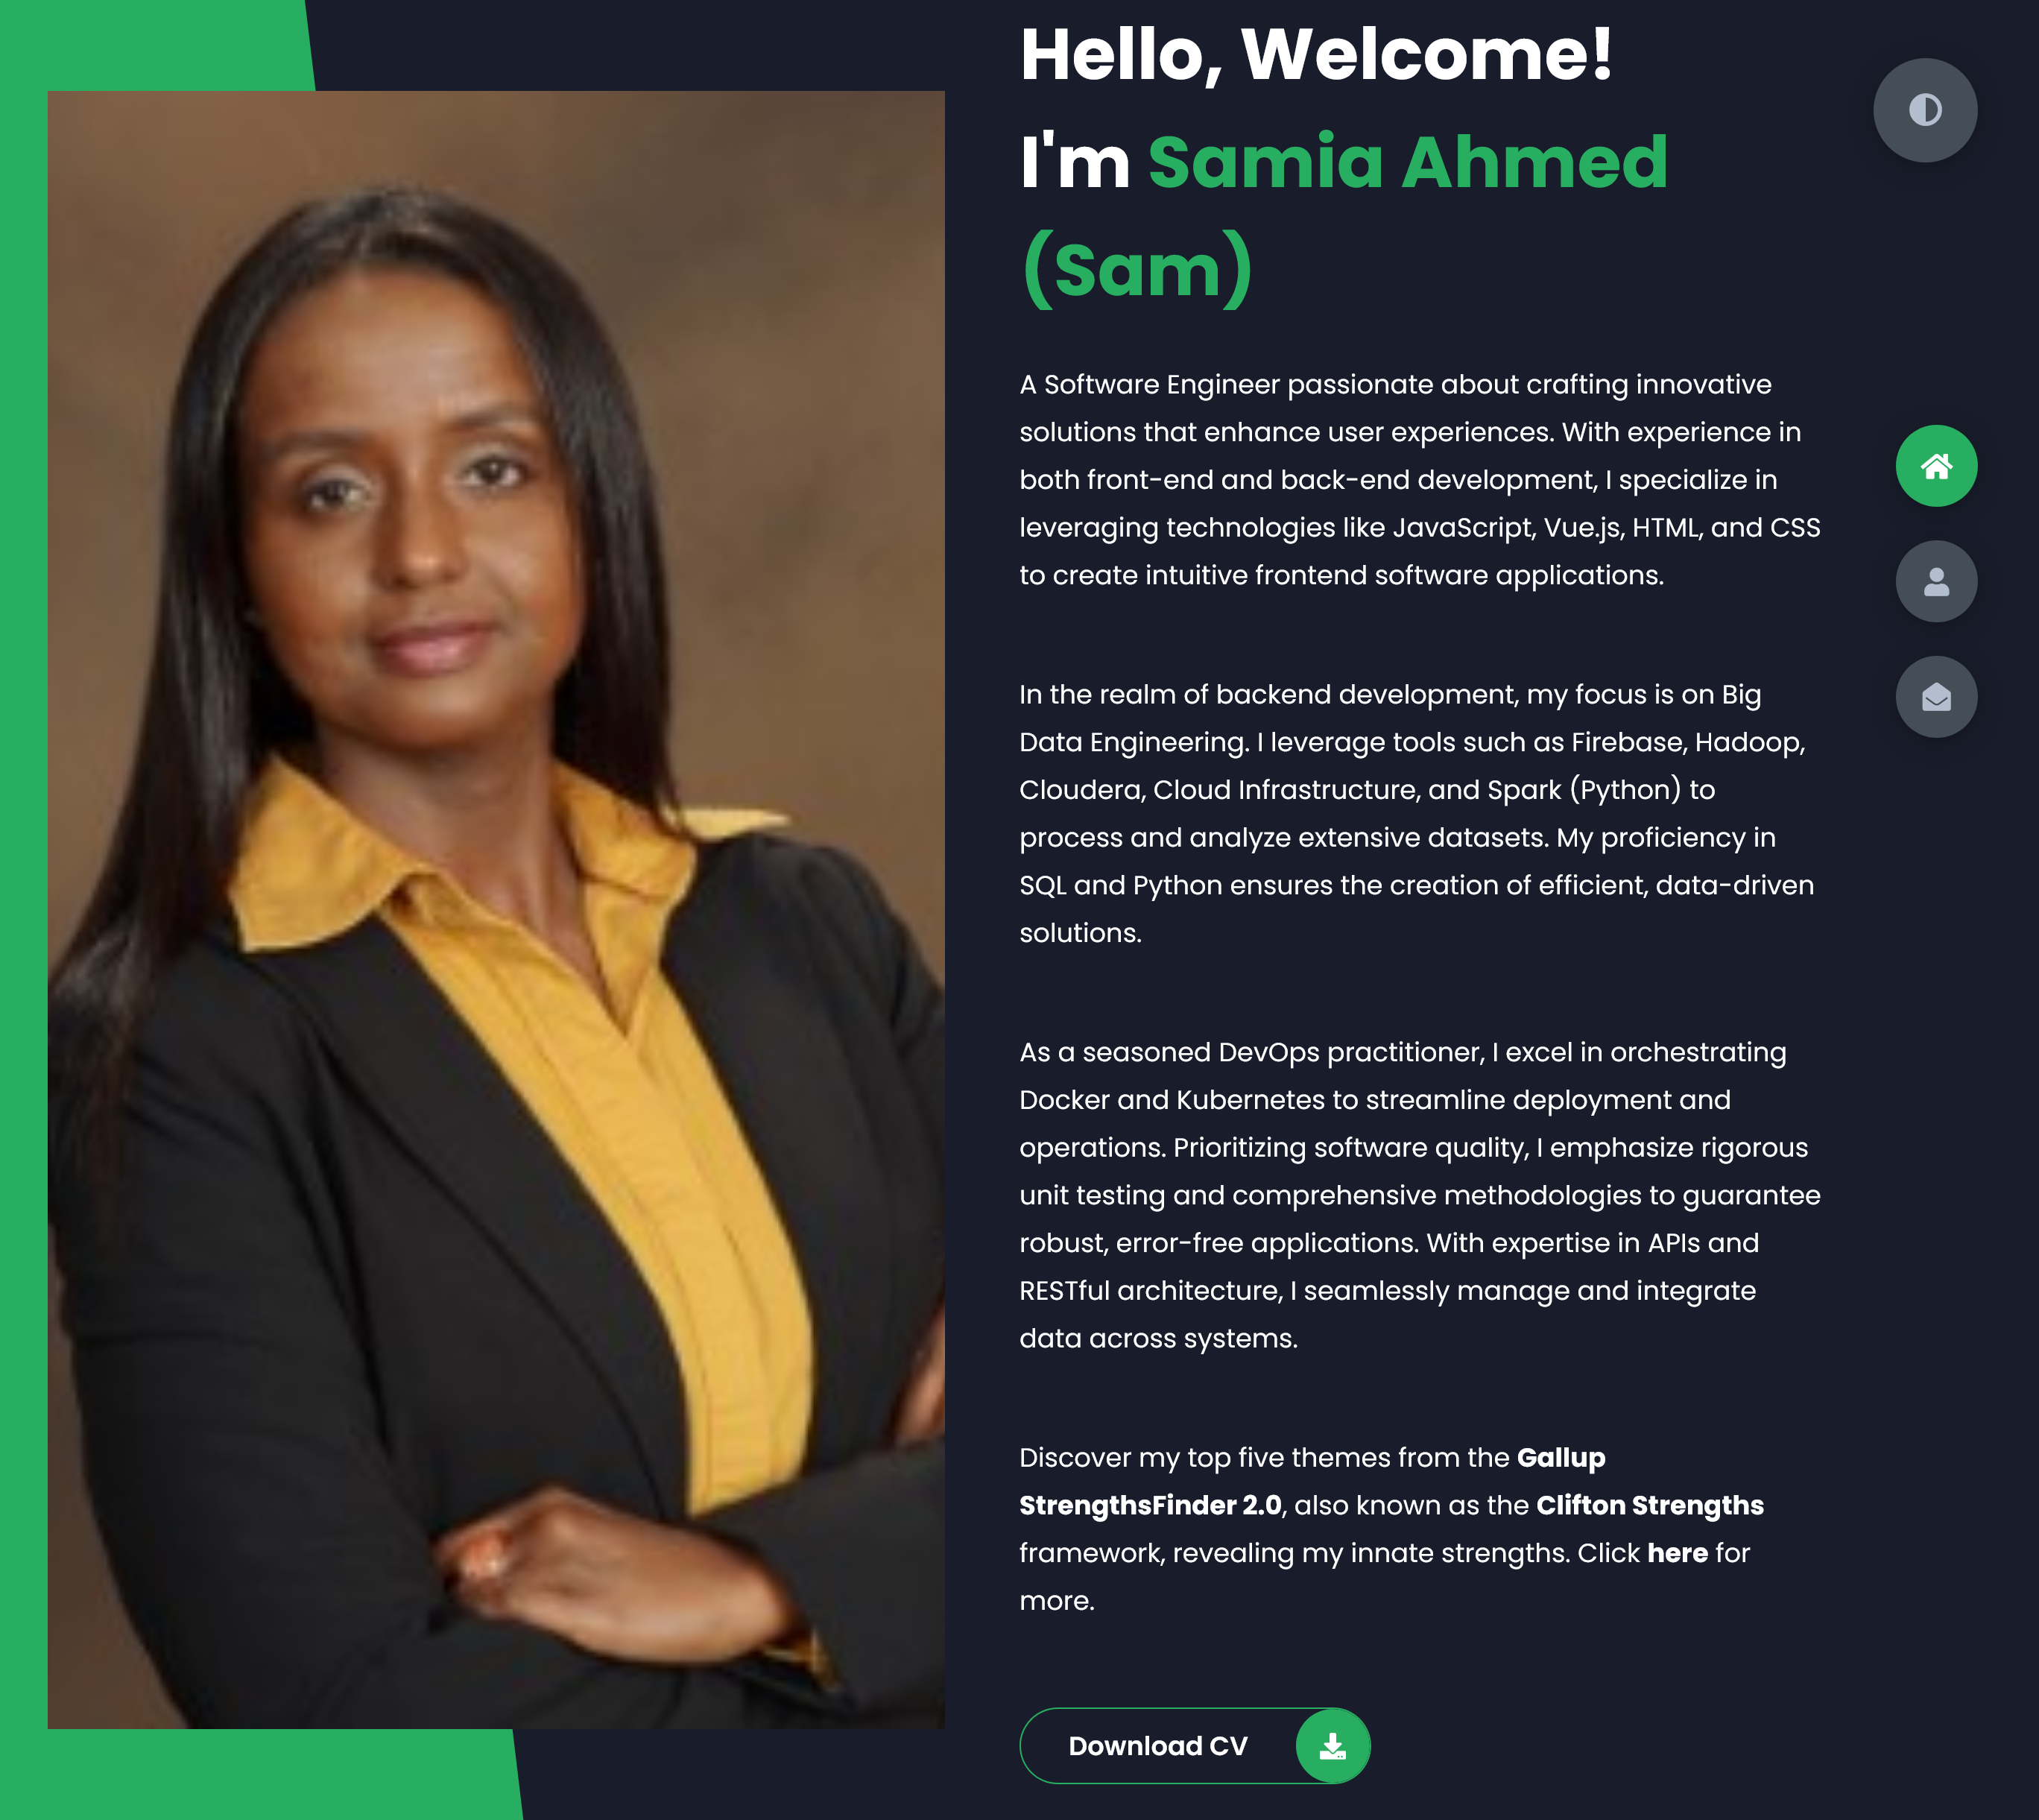 Hello, Welcome!
I'm Samia Ahmed
(Sam)
A Software Engineer passionate about crafting innovative
solutions that enhance user experiences. With experience in
both front-end and back-end development, I specialize in
leveraging technologies like JavaScript, Vue.js, HTML, and CSS
to create intuitive frontend software applications.
In the realm of backend development, my focus is on Big
Data Engineering. I leverage tools such as Firebase, Hadoop,
Cloudera, Cloud Infrastructure, and Spark (Python) to
process and analyze extensive datasets. My proficiency in
SQL and Python ensures the creation of efficient, data-driven
solutions.
As a seasoned DevOps practitioner, I excel in orchestrating
Docker and Kubernetes to streamline deployment and
operations. Prioritizing software quality, I emphasize rigorous
unit testing and comprehensive methodologies to guarantee
robust, error-free applications. With expertise in APIs and
RESTful architecture, I seamlessly manage and integrate
data across systems.
Discover my top five themes from the Gallup
StrengthsFinder 2.0, also known as the Clifton Strengths
framework, revealing my innate strengths. Click here for
more.
Download CV